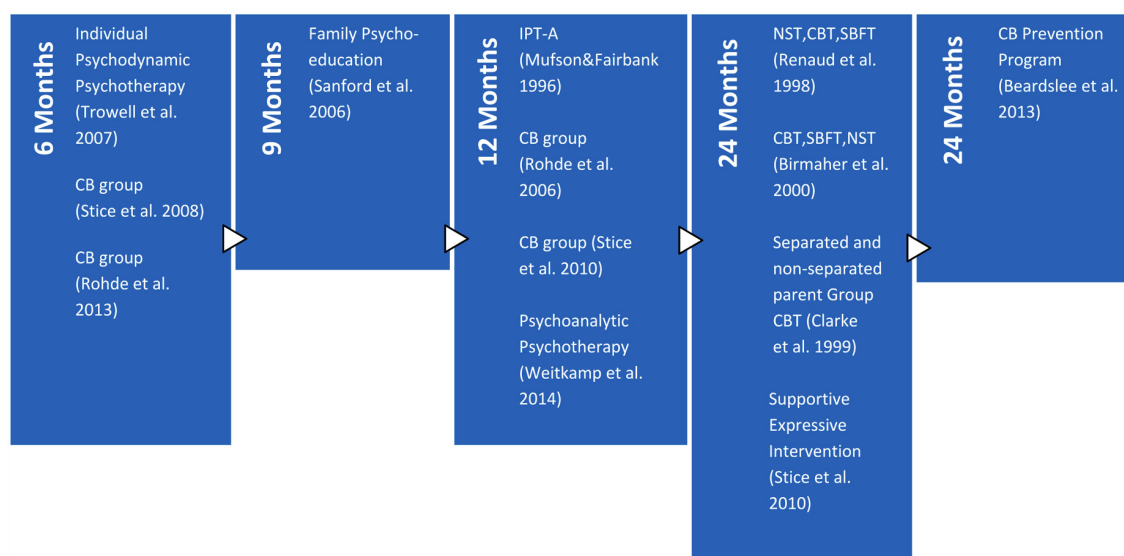 6 Months
Individual
Psychodynamic
Psychotherapy
(Trowell et al.
2007)
CB group
(Stice et al. 2008)
CB group
(Rohde et al.
2013)
9 Months
Family Psycho-
education
(Sanford et al.
2006)
12 Months
IPT-A
(Mufson&Fairbank
1996)
CB group
(Rohde et al.
2006)
CB group (Stice
et al. 2010)
Psychoanalytic
Psychotherapy
(Weitkamp et al.
2014)
24 Months
NST,CBT,SBFT
(Renaud et al.
1998)
CBT,SBFT,NST
(Birmaher et al.
2000)
Separated and
non-separated
parent Group
CBT (Clarke
et al. 1999)
Supportive
Expressive
Intervention
(Stice et al.
2010)
24 Months
CB Prevention
Program
(Beardslee et al.
2013)